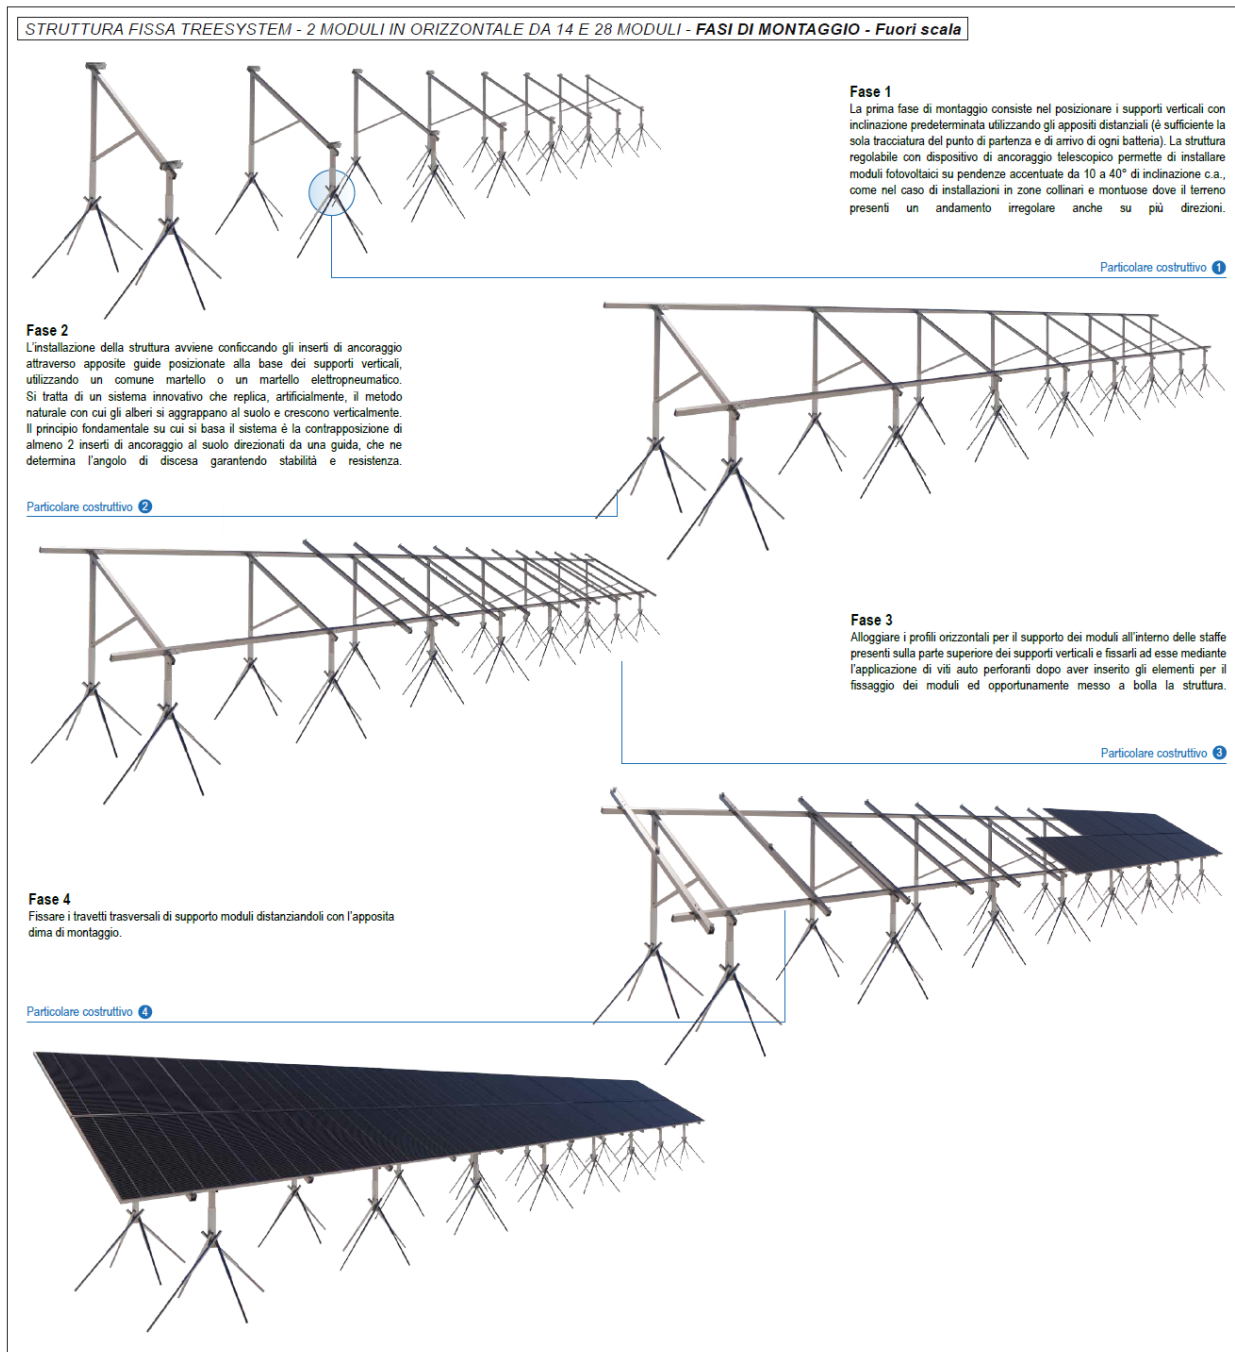 STRUTTURA FISSA TREESYSTEM - 2 MODULI IN ORIZZONTALE DA 14 E 28 MODULI - FASI DI MONTAGGIO - Fuori scala
Fase 1
La prima fase di montaggio consiste nel posizionare i supporti verticali con
inclinazione predeterminata utilizzando gli appositi distanziali (è sufficiente la
sola tracciatura del punto di partenza e di arrivo di ogni batteria). La struttura
regolabile con dispositivo di ancoraggio telescopico permette di installare
moduli fotovoltaici su pendenze accentuate da 10 a 40° di inclinazione c.a.,
come nel caso di installazioni in zone collinari e montuose dove il terreno
presenti un andamento irregolare anche su più direzioni.
Particolare costruttivo 1
Fase 2
L'installazione della struttura avviene conficcando gli inserti di ancoraggio
attraverso apposite guide posizionate alla base dei supporti verticali,
utilizzando un comune martello o un martello elettropneumatico.
Si tratta di un sistema innovativo che replica, artificialmente, il metodo
naturale con cui gli alberi si aggrappano al suolo e crescono verticalmente.
Il principio fondamentale su cui si basa il sistema è la contrapposizione di
almeno 2 inserti di ancoraggio al suolo direzionati da una guida, che ne
determina l'angolo di discesa garantendo stabilità e resistenza.
Particolare costruttivo 2
Fase 3
Alloggiare i profili orizzontali per il supporto dei moduli all'interno delle staffe
presenti sulla parte superiore dei supporti verticali e fissarli ad esse mediante
l'applicazione di viti auto perforanti dopo aver inserito gli elementi per il
fissaggio dei moduli ed opportunamente messo a bolla la struttura.
Particolare costruttivo 3
Fase 4
Fissare i travetti trasversali di supporto moduli distanziandoli con l'apposita
dima di montaggio.
Particolare costruttivo 4